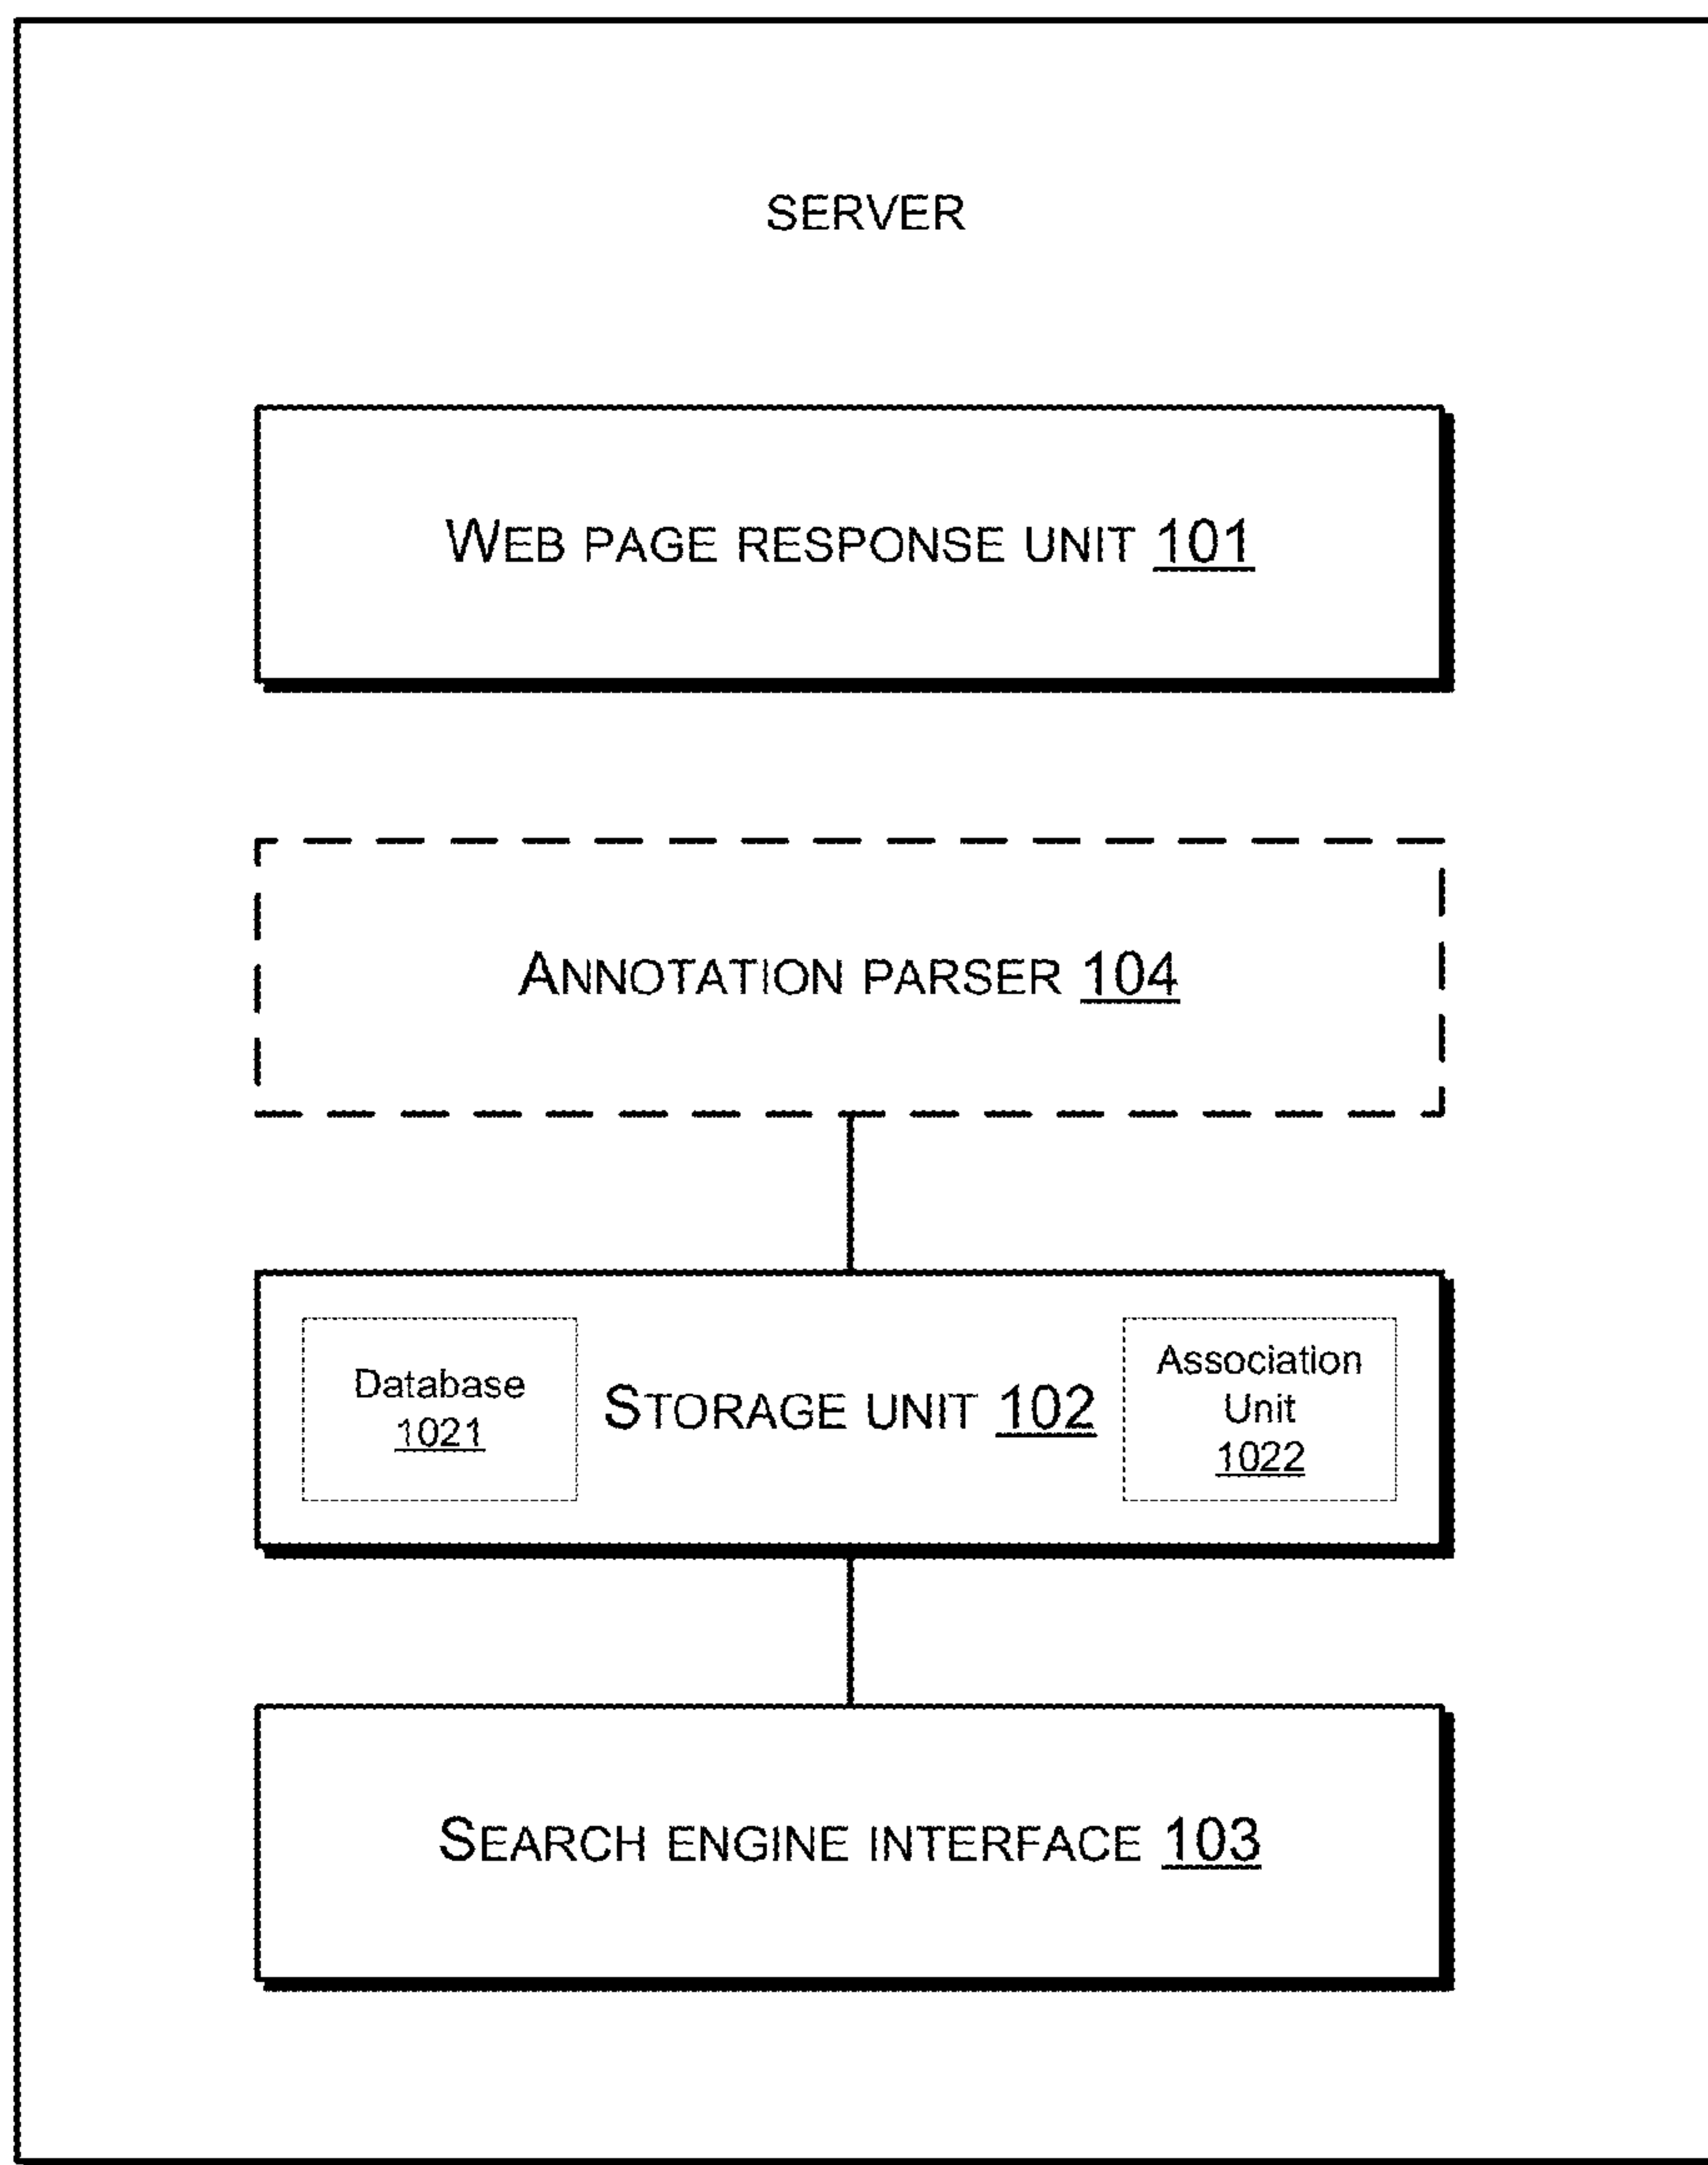 SERVER
WEB PAGE RESPONSE UNIT 101
ANNOTATION PARSER 104
Database
1021
STORAGE UNIT 102
Association
Unit
1022
SEARCH ENGINE INTERFACE 103